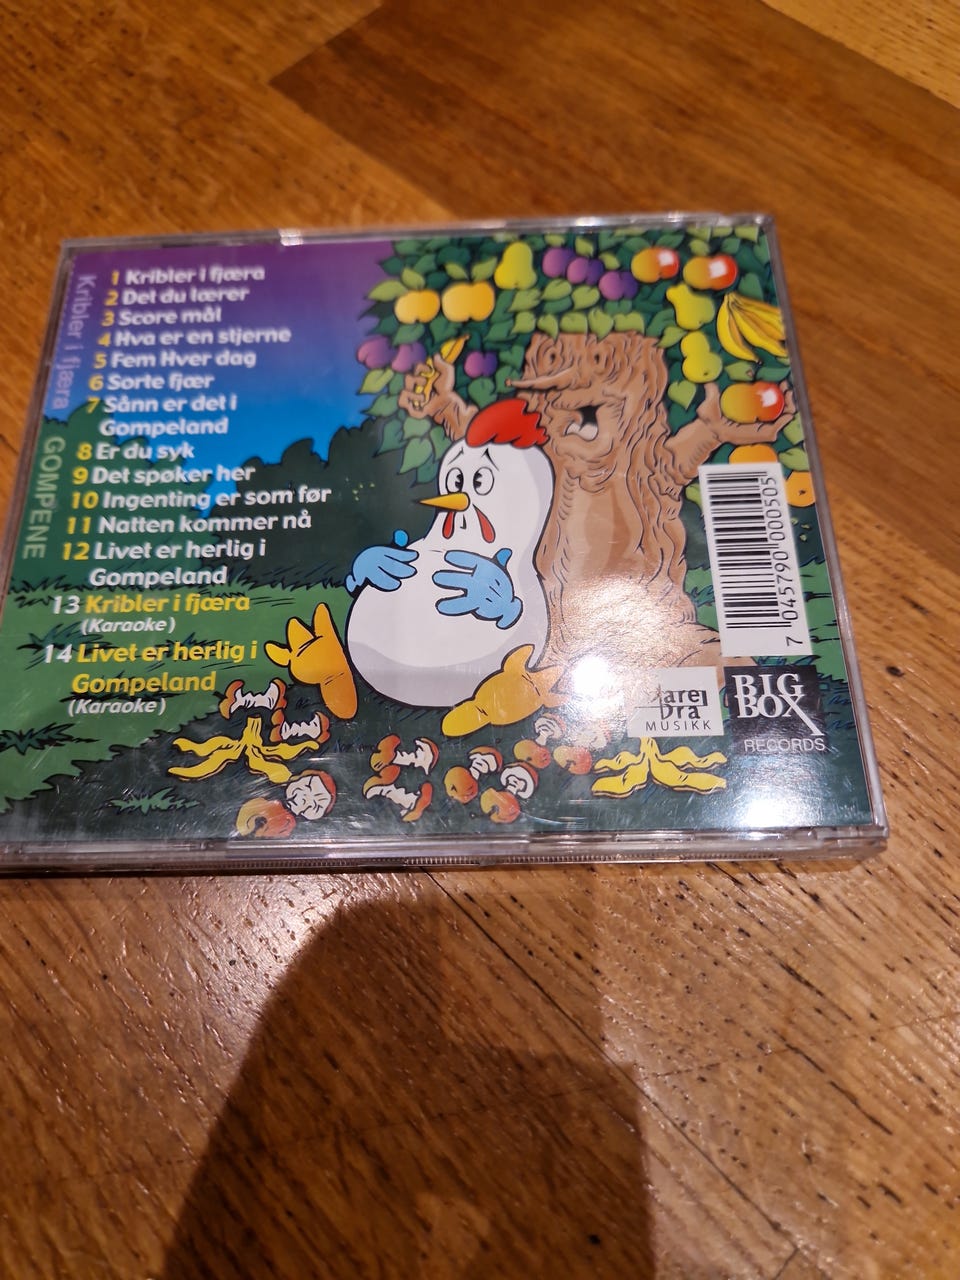 Kribler i fjæra
GOMPENE
1 Kribler i fjæra
2 Det du lærer
3 Score mål
4 Hva er en stjerne
5 Fem Hver dag
6 Sorte fjær
7 Sånn er det i
Gompeland
8 Er du syk
9 Det spøker her
10 Ingenting er som før
11 Natten kommer nå
12 Livet er herlig i
Gompeland
13 Kribler i fjæra
(Karaoke)
14 Livet er herlig i
Gompeland
(Karaoke)
7 045790 000505
MUSIKK
BIG
BOX
RECORDS